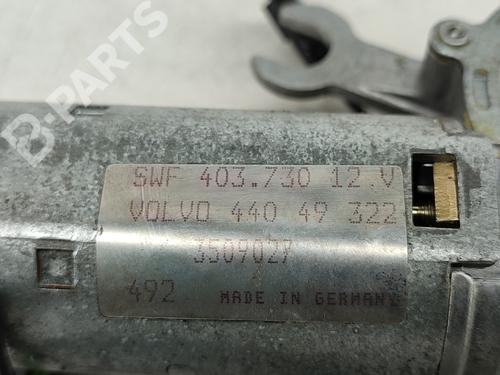 B-PARTS
SWF 403.730 12 V
VOLVO 440 49 322
3509027
492 MADE IN GERMANY